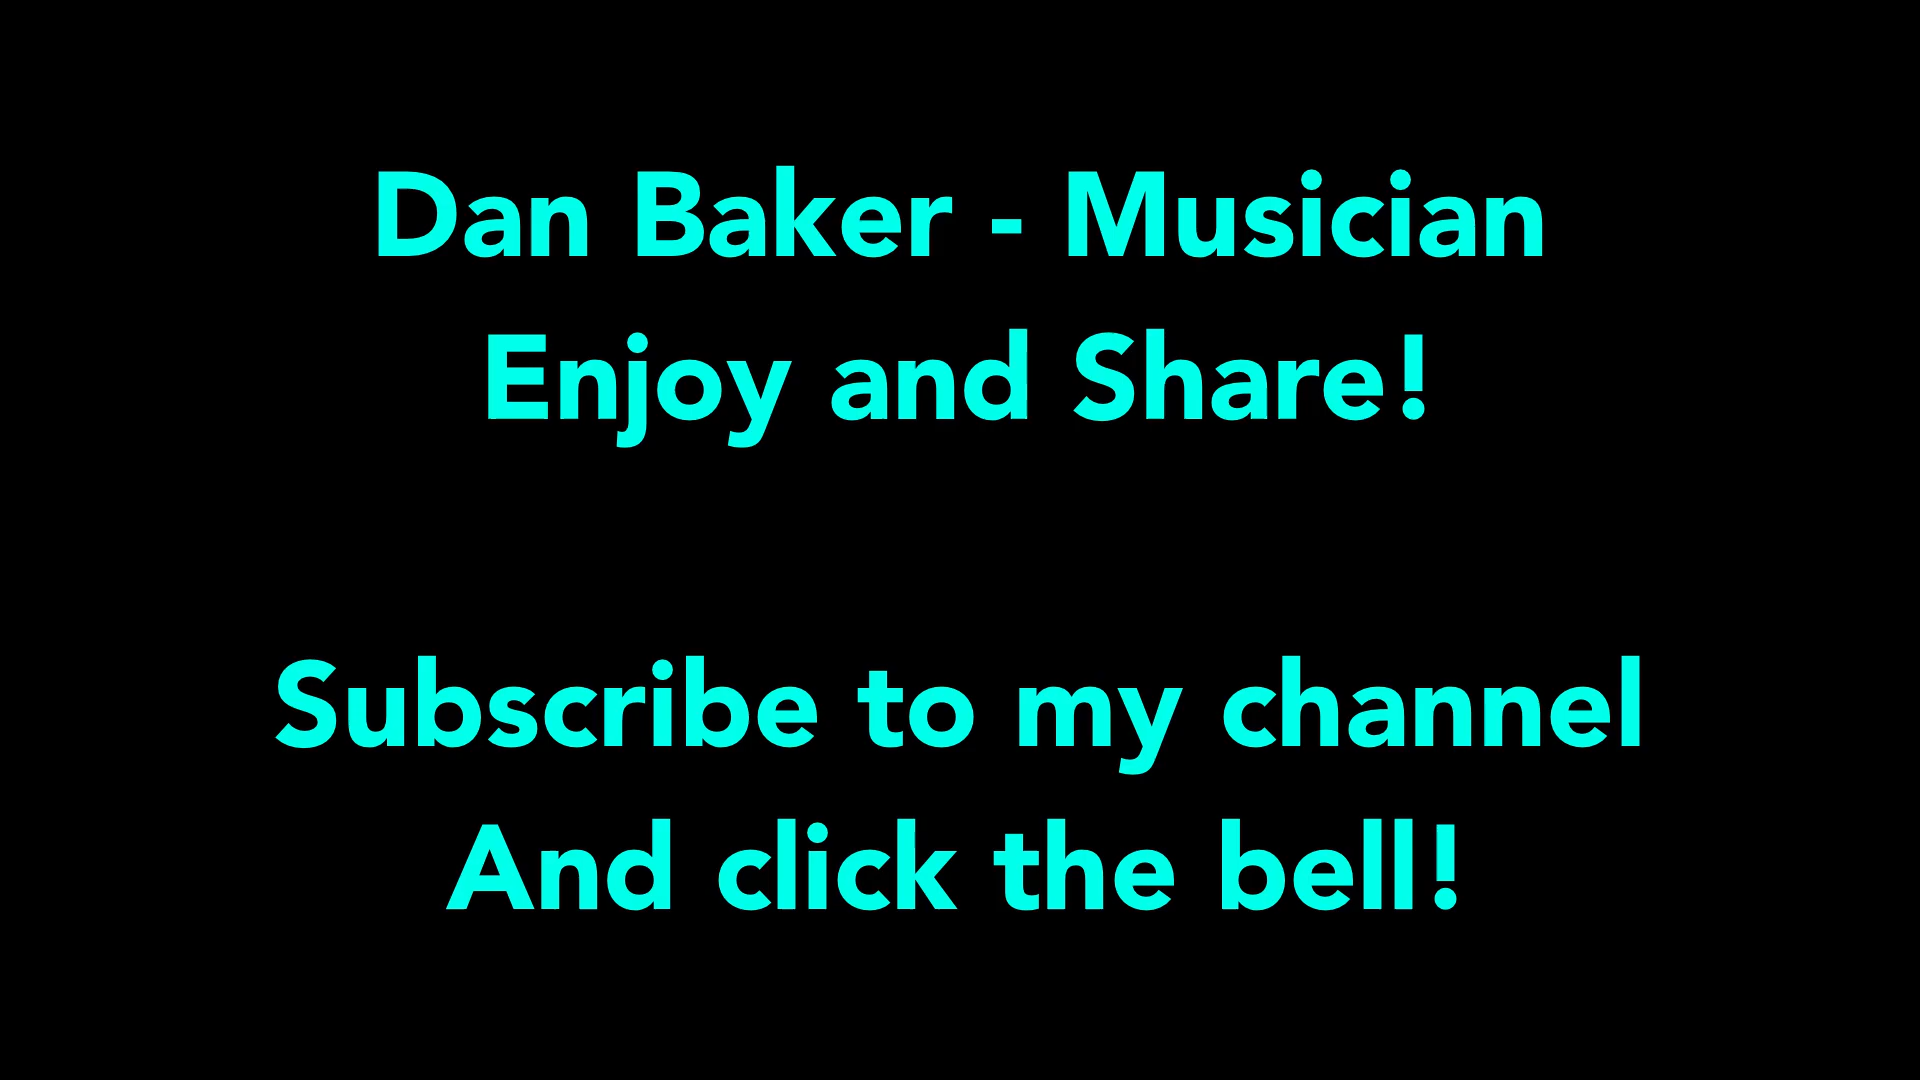 Dan Baker - Musician
Enjoy and Share!
Subscribe to my channel
And click the bell!